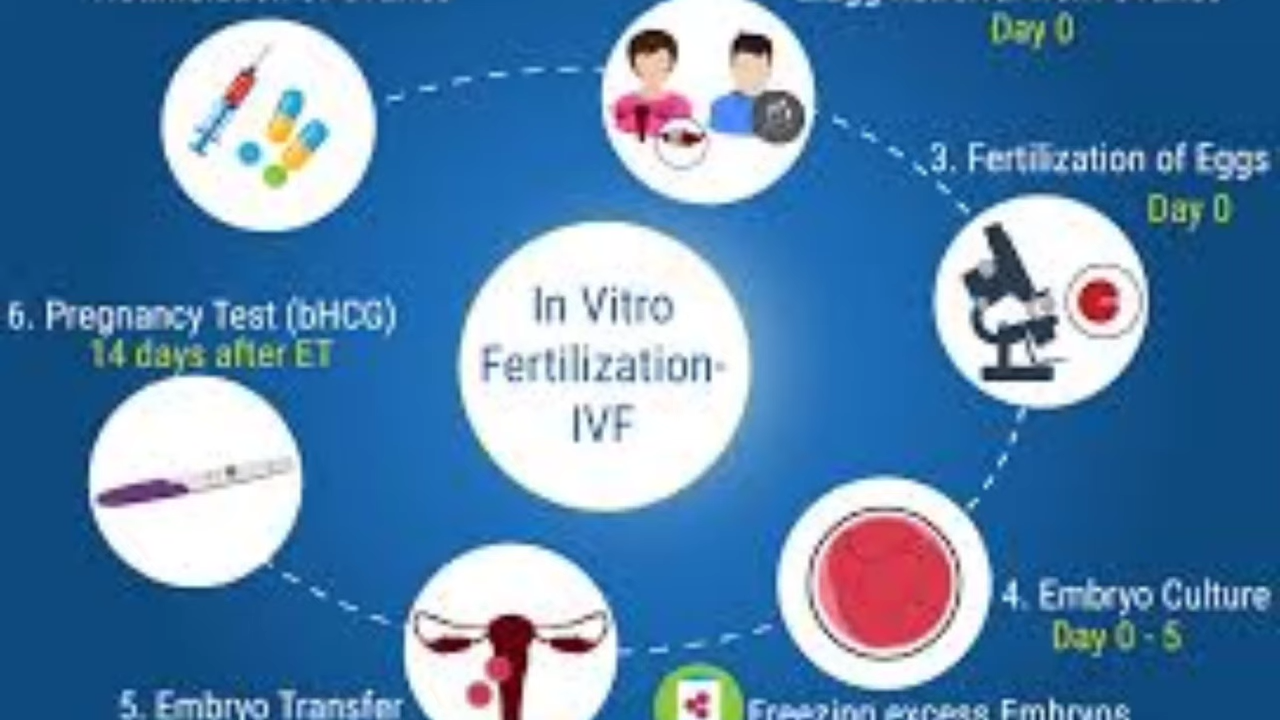 Day 0
3. Fertilization of Eggs
Day 0
6. Pregnancy Test (bHCG)
14 days after ET
In Vitro
Fertilization-
IVF
4. Embryo Culture
Day 0 - 5
5. Embryo Transfer
Freezing excess Embryos